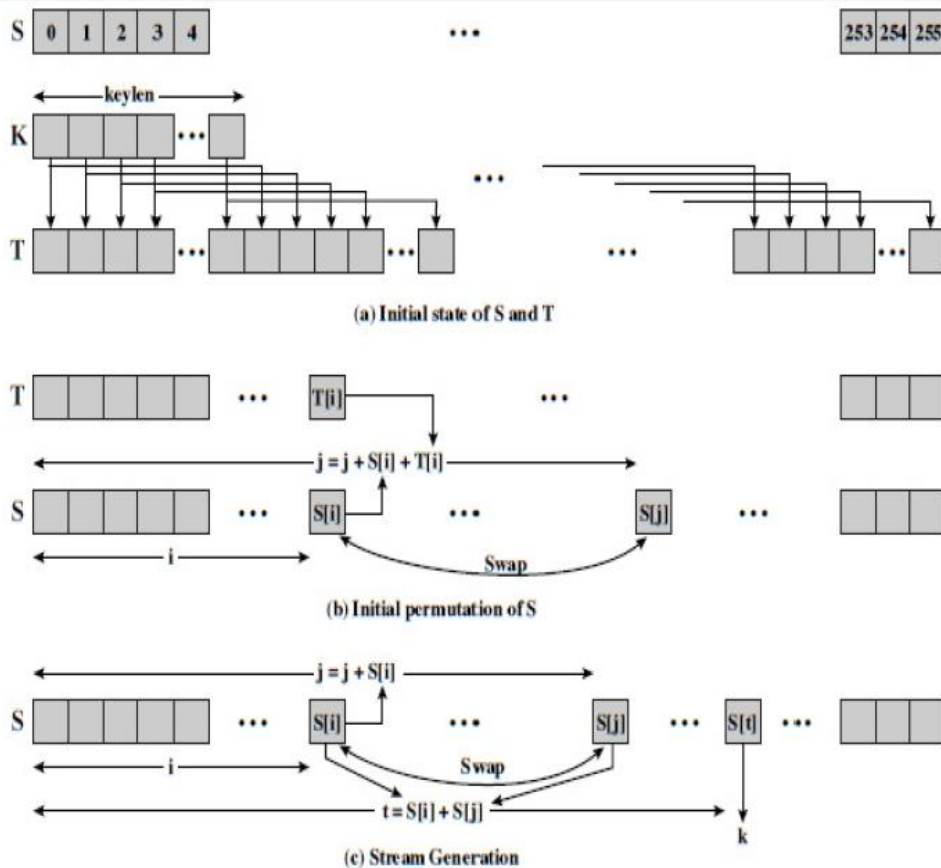 S 0 1 2 3 4 ... 253 254 255
keylen
K ...
...
T ... ... ... ...
(a) Initial state of S and T
T ... T[i] ...
j = j + S[i] + T[i]
S ... S[i] ... S[j] ...
i
Swap
(b) Initial permutation of S
j = j + S[i]
S ... S[i] ... S[j] ... S[t] ...
i
Swap
t = S[i] + S[j]
k
(c) Stream Generation